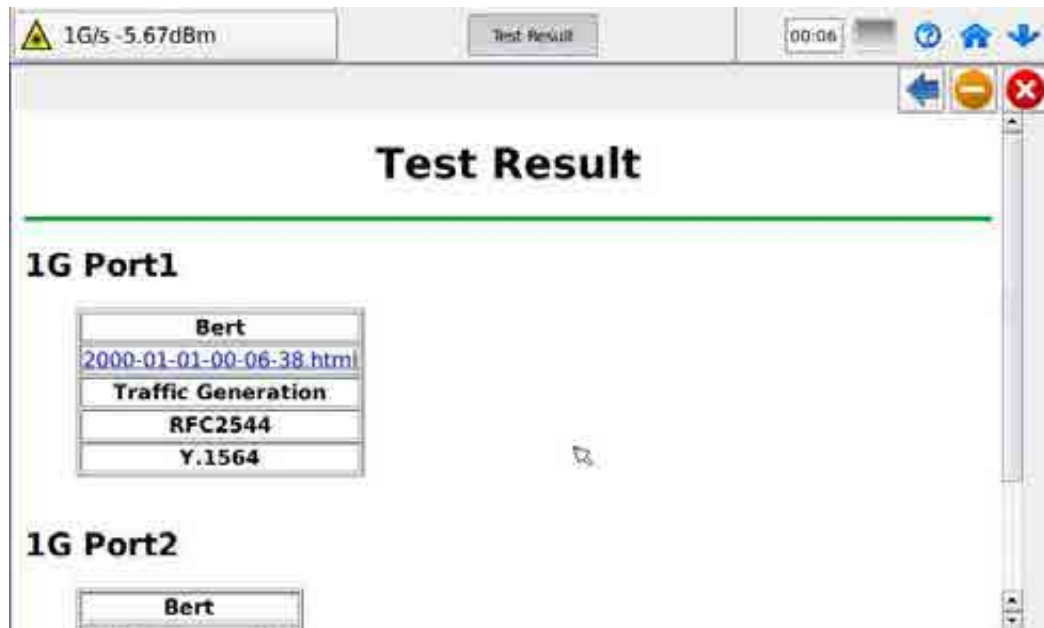 1G/s -5.67dBm
Test Result
00:06
Test Result
1G Port1
Bert
2000-01-01-00-06-38.html
Traffic Generation
RFC2544
Y.1564
1G Port2
Bert